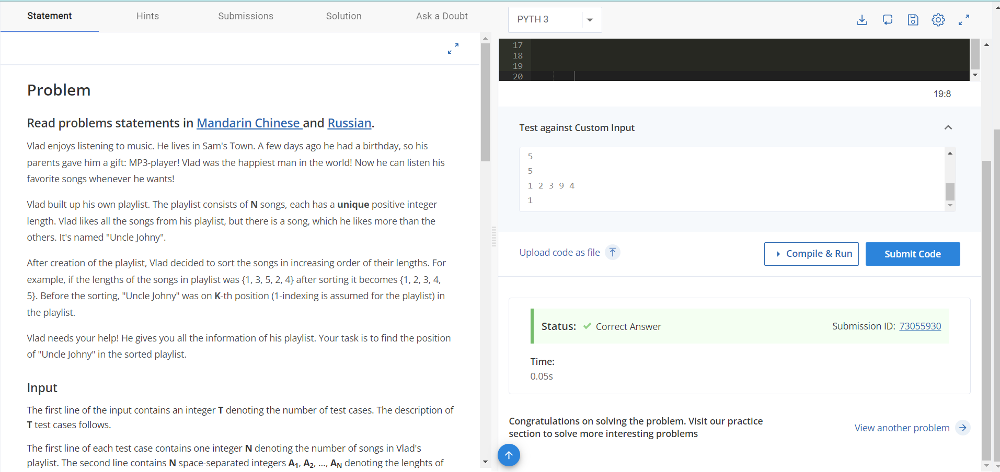 Statement
Hints
Submissions
Solution
Ask a Doubt
Problem
Read problems statements in Mandarin Chinese and Russian.
Vlad enjoys listening to music. He lives in Sam's Town. A few days ago he had a birthday, so his
parents gave him a gift: MP3-player! Vlad was the happiest man in the world! Now he can listen his
favorite songs whenever he wants!
Vlad built up his own playlist. The playlist consists of N songs, each has a unique positive integer
length. Vlad likes all the songs from his playlist, but there is a song, which he likes more than the
others. It's named "Uncle Johny".
After creation of the playlist, Vlad decided to sort the songs in increasing order of their lengths. For
example, if the lengths of the songs in playlist was {1, 3, 5, 2, 4} after sorting it becomes {1, 2, 3, 4,
5}. Before the sorting, "Uncle Johny" was on K-th position (1-indexing is assumed for the playlist) in
the playlist.
Vlad needs your help! He gives you all the information of his playlist. Your task is to find the position
of "Uncle Johny" in the sorted playlist.
Input
The first line of the input contains an integer T denoting the number of test cases. The description of
T test cases follows.
The first line of each test case contains one integer N denoting the number of songs in Vlad's
playlist. The second line contains N space-separated integers A1, A2, ..., AN denoting the lenghts of
PYTH 3
17
18
19
20
19:8
Test against Custom Input
5
5
1 2 3 9 4
1
Upload code as file
Compile & Run
Submit Code
Status: Correct Answer
Submission ID: 73055930
Time:
0.05s
Congratulations on solving the problem. Visit our practice
section to solve more interesting problems
View another problem